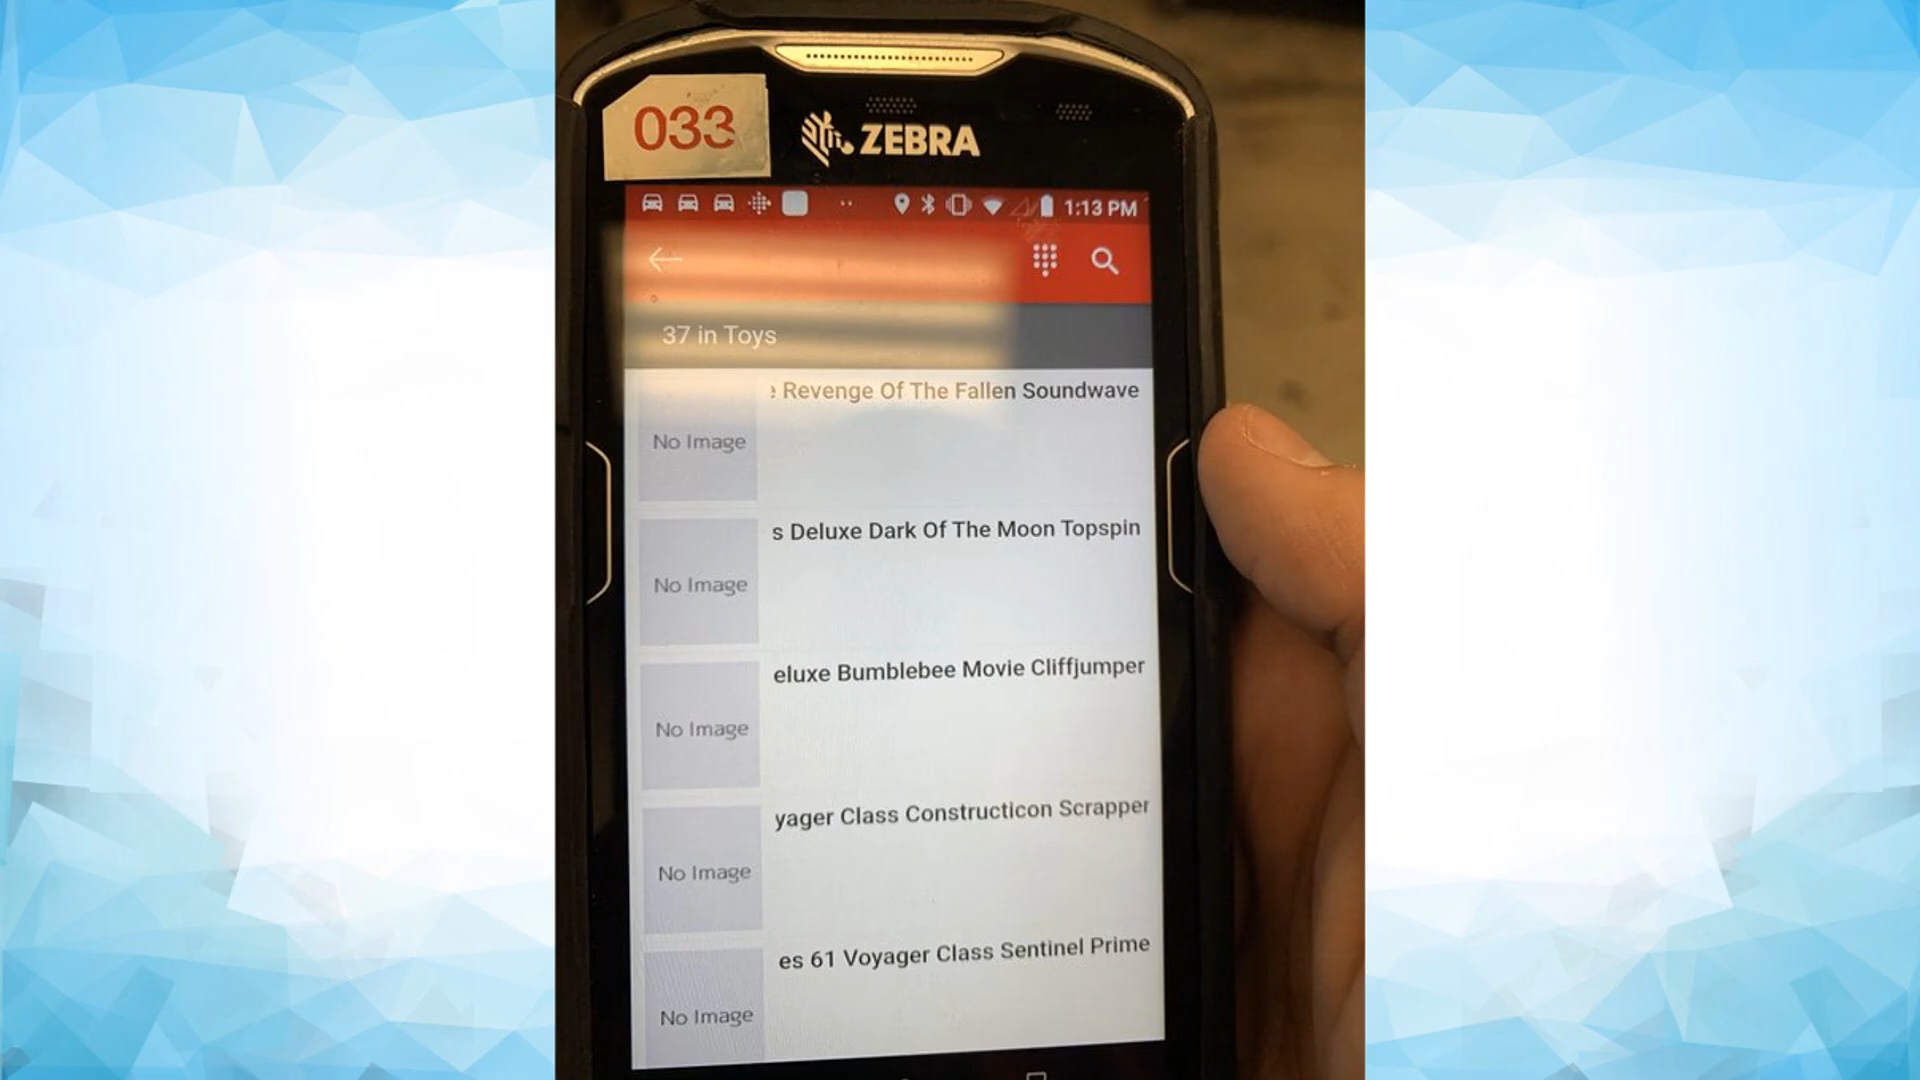 033
ZEBRA
1:13 PM
37 in Toys
Revenge Of The Fallen Soundwave
No Image
s Deluxe Dark Of The Moon Topspin
No Image
eluxe Bumblebee Movie Cliffjumper
No Image
yager Class Constructicon Scrapper
No Image
es 61 Voyager Class Sentinel Prime
No Image